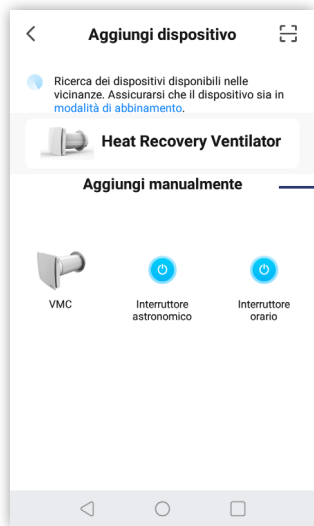 Aggiungi dispositivo
Ricerca dei dispositivi disponibili nelle
vicinanze. Assicurarsi che il dispositivo sia in
modalità di abbinamento.
Heat Recovery Ventilator
Aggiungi manualmente
VMC
Interruttore
astronomico
Interruttore
orario